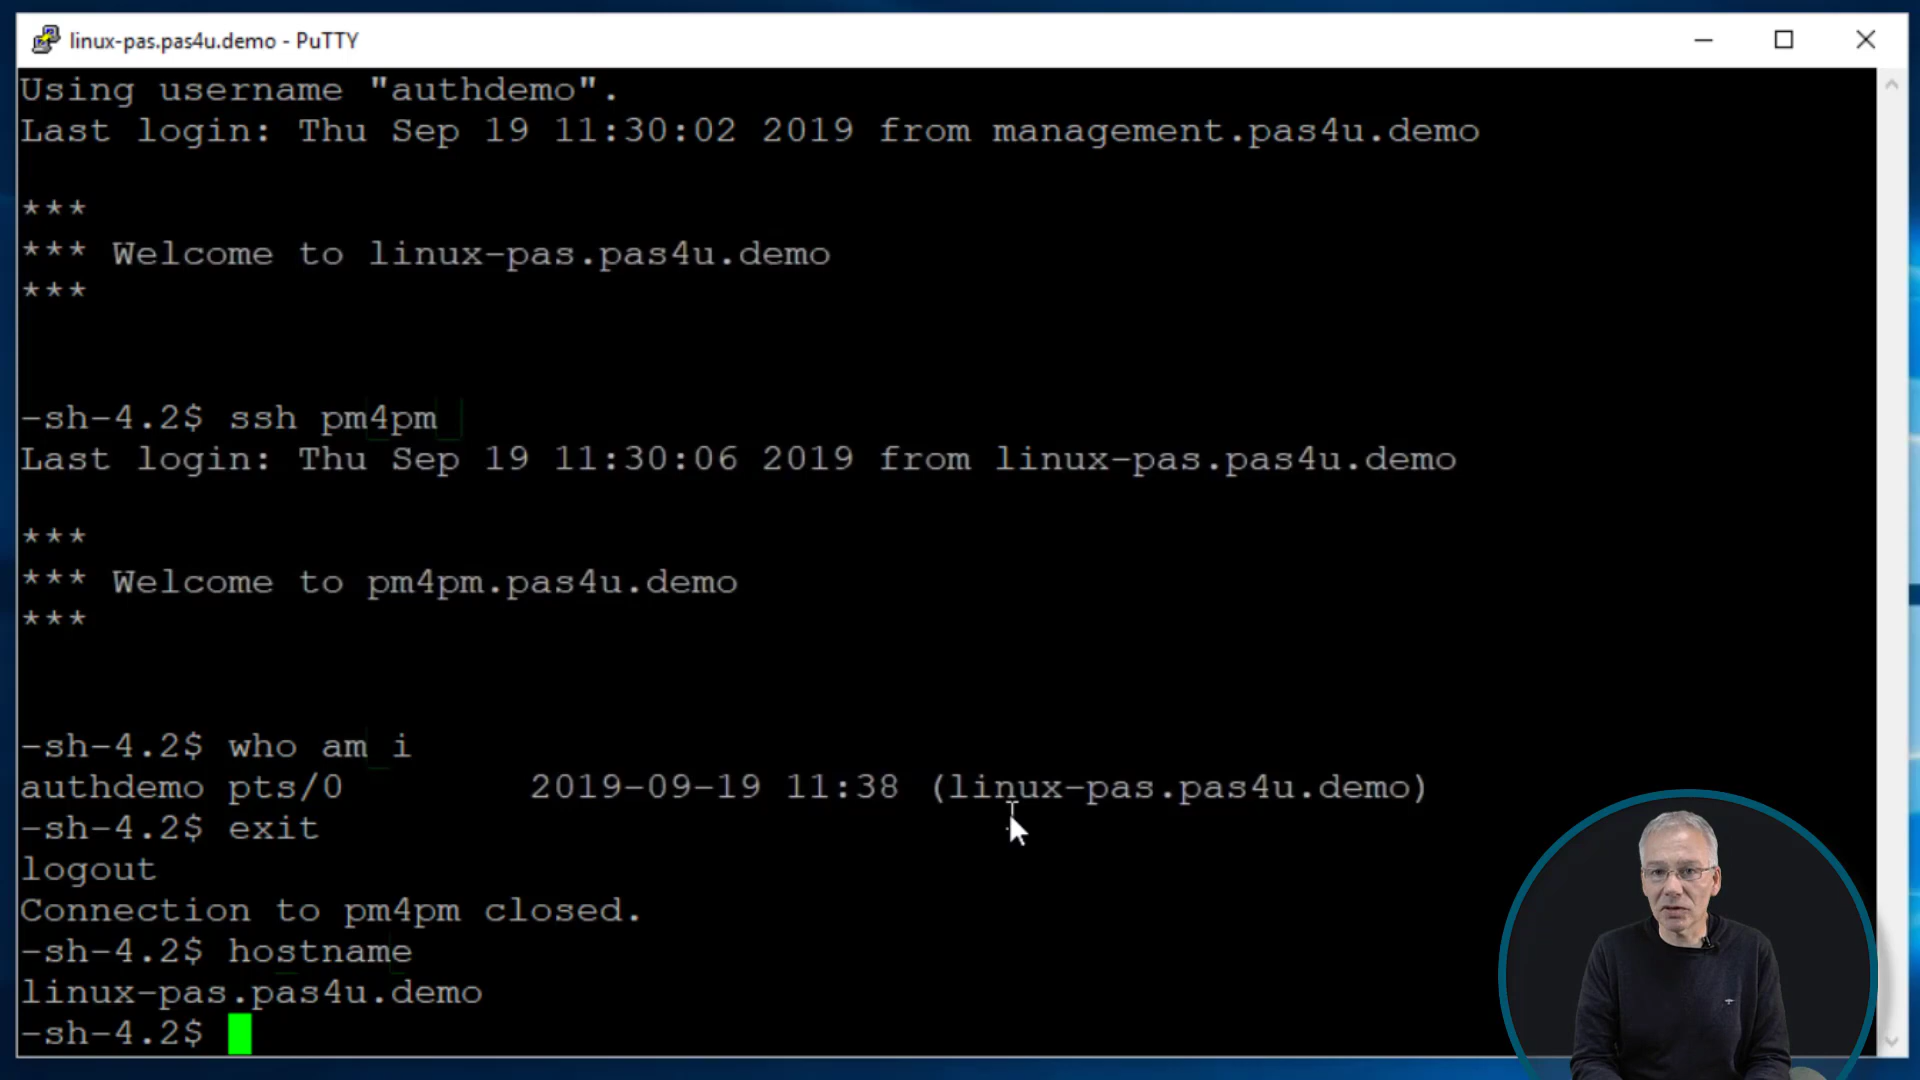 linux-pas.pas4u.demo - PuTTY
Using username "authdemo".
Last login: Thu Sep 19 11:30:02 2019 from management.pas4u.demo
***
*** Welcome to linux-pas.pas4u.demo
***
-sh-4.2$ ssh pm4pm
Last login: Thu Sep 19 11:30:06 2019 from linux-pas.pas4u.demo
***
*** Welcome to pm4pm.pas4u.demo
***
-sh-4.2$ who am i
authdemo pts/0        2019-09-19 11:38 (linux-pas.pas4u.demo)
-sh-4.2$ exit
logout
Connection to pm4pm closed.
-sh-4.2$ hostname
linux-pas.pas4u.demo
-sh-4.2$